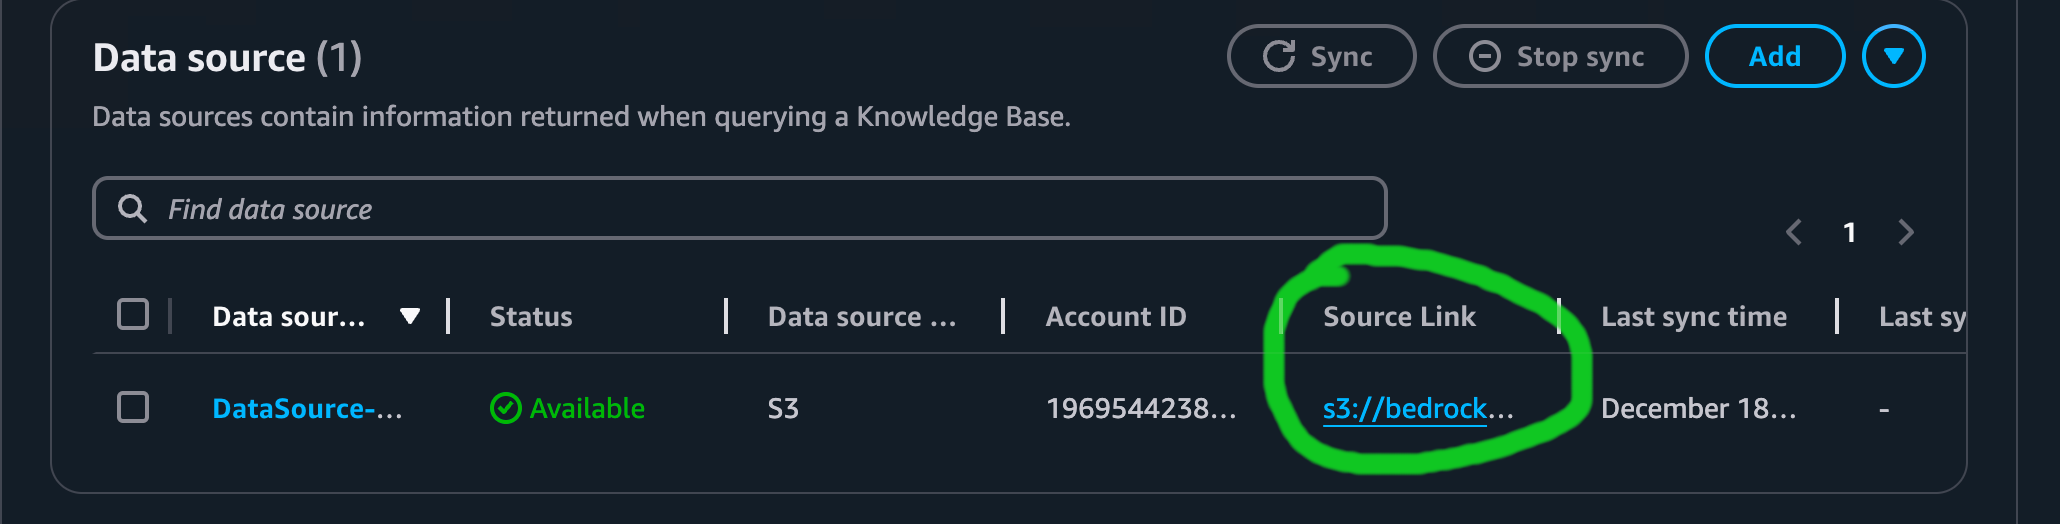 Data source (1)
Sync
Stop sync
Add
Data sources contain information returned when querying a Knowledge Base.
Find data source
1
Data sour...
Status
Data source ...
Account ID
Source Link
Last sync time
Last sy
DataSource-...
Available
S3
1969544238...
s3://bedrock...
December 18...
-